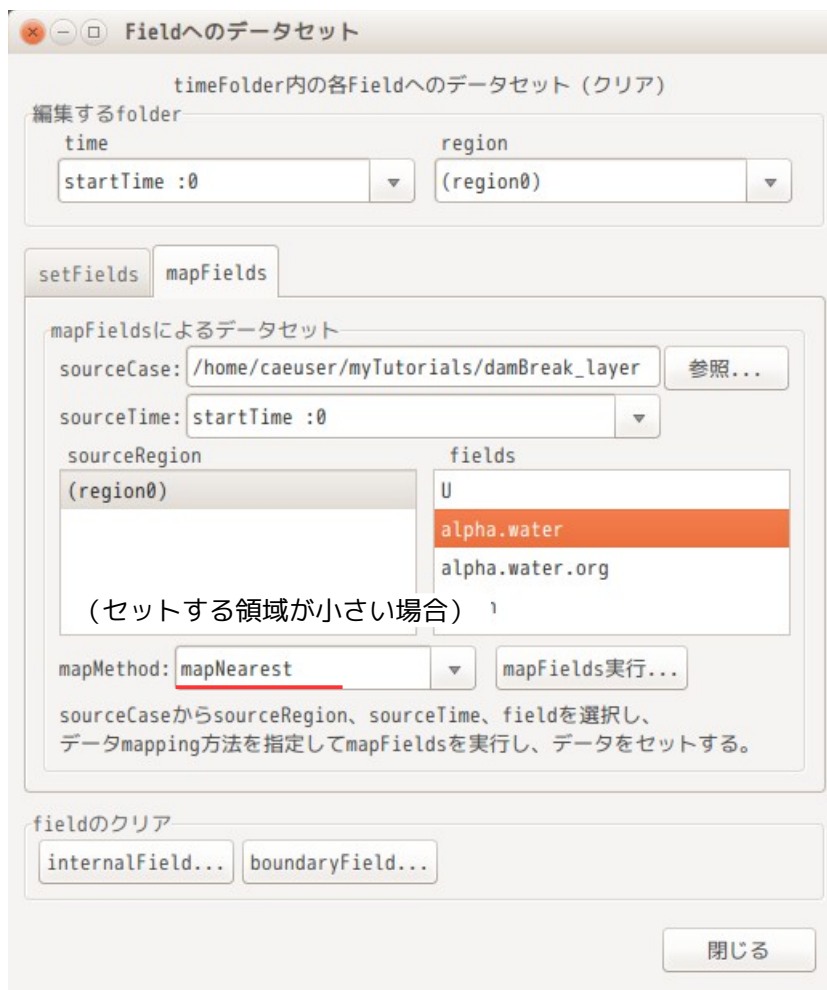 Fieldへのデータセット
timeFolder内の各Fieldへのデータセット（クリア）
編集するfolder
time region
startTime :0 (region0)
setFields mapFields
mapFieldsによるデータセット
sourceCase: /home/caeuser/myTutorials/damBreak_layer 参照...
sourceTime: startTime :0
sourceRegion fields
(region0) U
alpha.water
alpha.water.org
（セットする領域が小さい場合）
mapMethod: mapNearest mapFields実行...
sourceCaseからsourceRegion、sourceTime、fieldを選択し、
データmapping方法を指定してmapFieldsを実行し、データをセットする。
fieldのクリア
internalField... boundaryField...
閉じる